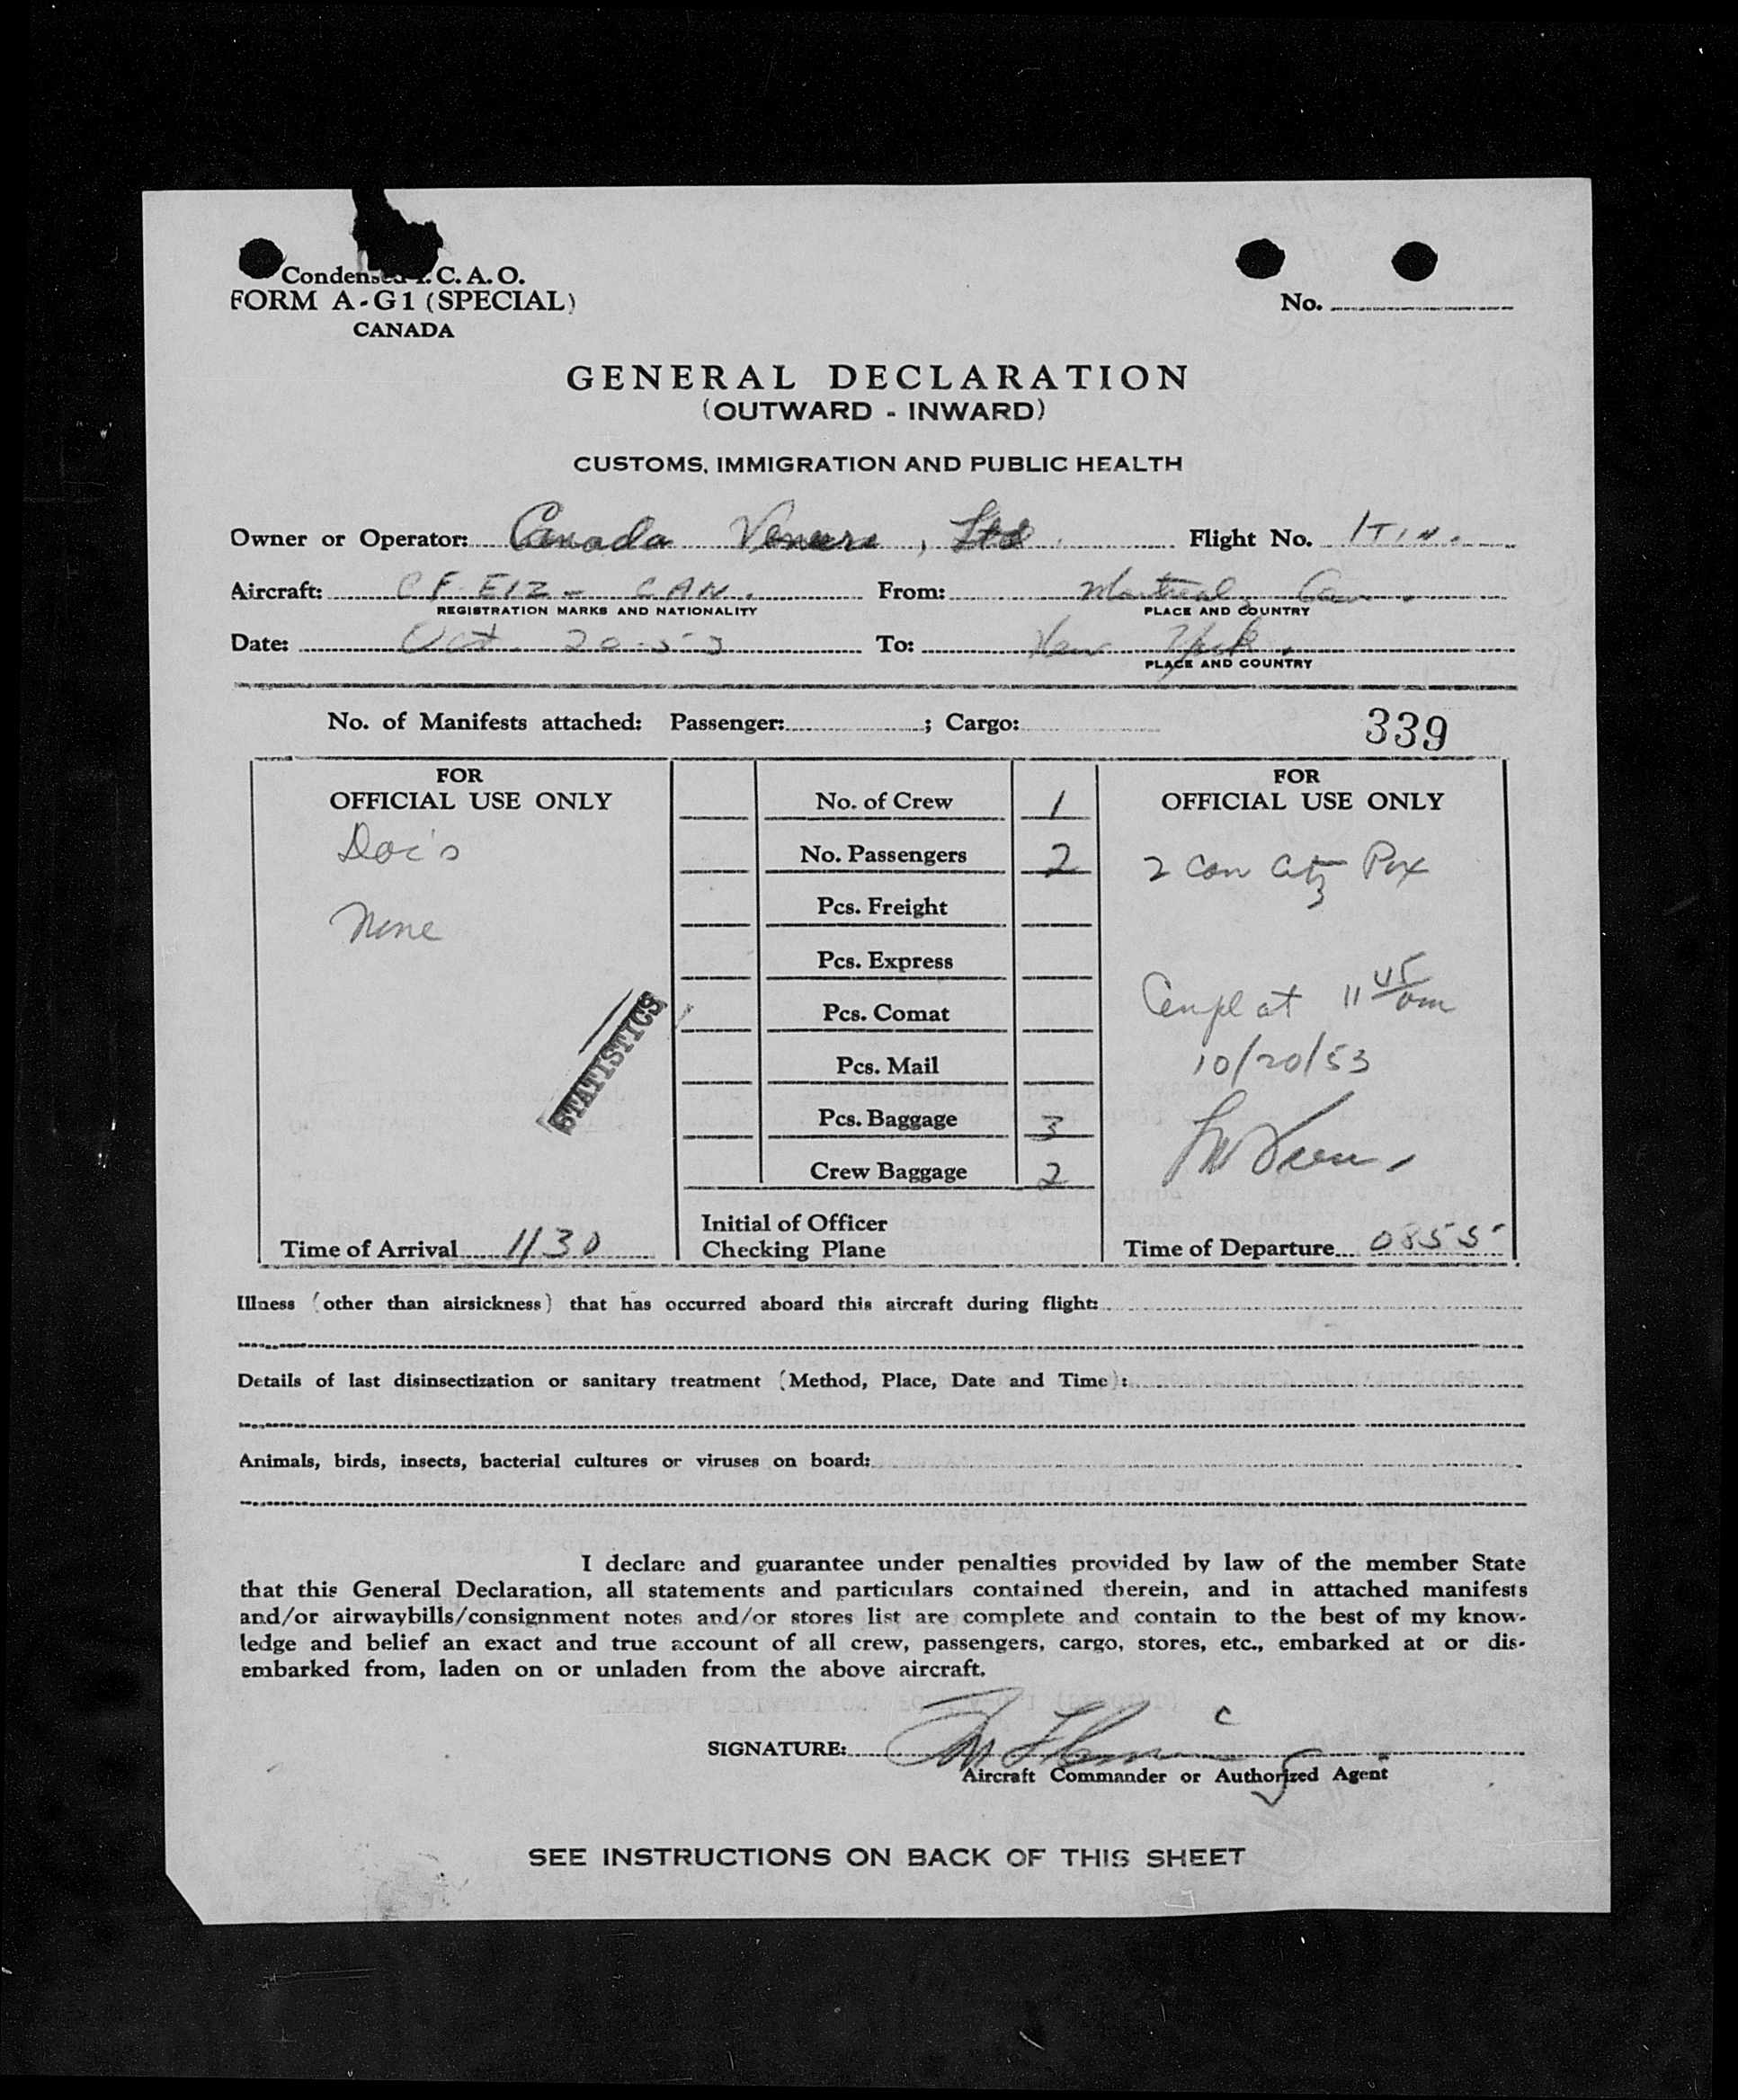 Condensed I. C. A. O.
FORM A-G1 (SPECIAL)
CANADA
No.
GENERAL DECLARATION
(OUTWARD - INWARD)
CUSTOMS, IMMIGRATION AND PUBLIC HEALTH
Owner or Operator: Canada Veneers, Ltd. Flight No. ITIN.
Aircraft: CF-EIZ - CAN. From: Montreal, Can.
REGISTRATION MARKS AND NATIONALITY PLACE AND COUNTRY
Date: Oct. 20-53 To: New York.
PLACE AND COUNTRY
No. of Manifests attached: Passenger: ; Cargo:
339
FOR
OFFICIAL USE ONLY
Doc's
None
STATISTICS
Time of Arrival 1130
No. of Crew 1
No. Passengers 2
Pcs. Freight
Pcs. Express
Pcs. Comat
Pcs. Mail
Pcs. Baggage 3
Crew Baggage 2
Initial of Officer
Checking Plane
FOR
OFFICIAL USE ONLY
2 Can Citz Pax
at 11 45 am
10/20/53
Time of Departure 0855
Illness (other than airsickness) that has occurred aboard this aircraft during flight:
Details of last disinsectization or sanitary treatment (Method, Place, Date and Time):
Animals, birds, insects, bacterial cultures or viruses on board:
I declare and guarantee under penalties provided by law of the member State
that this General Declaration, all statements and particulars contained therein, and in attached manifests
and/or airwaybills/consignment notes and/or stores list are complete and contain to the best of my know-
ledge and belief an exact and true account of all crew, passengers, cargo, stores, etc., embarked at or dis-
embarked from, laden on or unladen from the above aircraft.
SIGNATURE:
Aircraft Commander or Authorized Agent
SEE INSTRUCTIONS ON BACK OF THIS SHEET